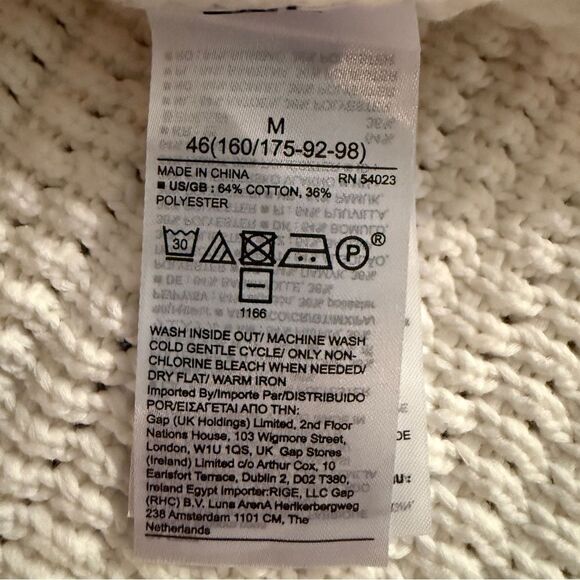 M
46(160/175-92-98)
MADE IN CHINA RN 54023
■ US/GB : 64% COTTON, 36%
POLYESTER
30 P ®
1166
WASH INSIDE OUT/ MACHINE WASH
COLD GENTLE CYCLE/ ONLY NON-
CHLORINE BLEACH WHEN NEEDED/
DRY FLAT/ WARM IRON
Imported By/Importe Par/DISTRIBUIDO
POR/ΕΙΣΑΓΕΤΑΙ ΑΠΟ ΤΗΝ:
Gap (UK Holdings) Limited, 2nd Floor
Nations House, 103 Wigmore Street,
London, W1U 1QS, UK Gap Stores
(Ireland) Limited c/o Arthur Cox, 10
Earlsfort Terrace, Dublin 2, D02 T380,
Ireland Egypt Importer:RIGE, LLC Gap
(RHC) B.V. Luna ArenA Herikerbergweg
238 Amsterdam 1101 CM, The
Netherlands
DE